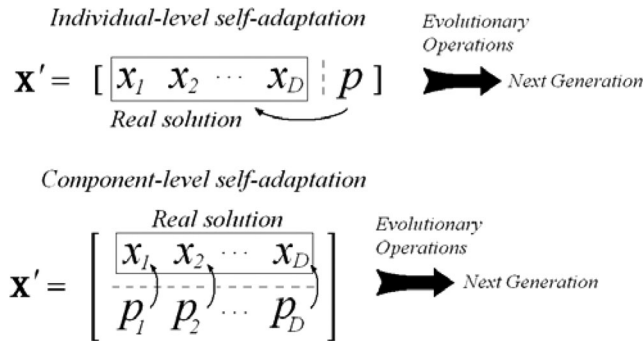 Individual-level self-adaptation
Evolutionary
Operations
X′ = [ x1 x2 ··· xD ¦ p ]
Next Generation
Real solution
Component-level self-adaptation
Real solution
Evolutionary
Operations
x1 x2 ··· xD
X′ =
Next Generation
p1 p2 ··· pD